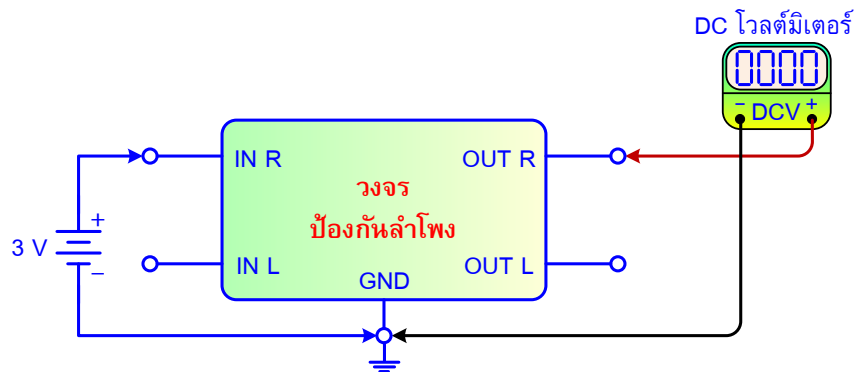 DC โวลต์มิเตอร์
0000
− DCV +
IN R
OUT R
วงจร
ป้องกันลำโพง
+
3 V
−
IN L
OUT L
GND